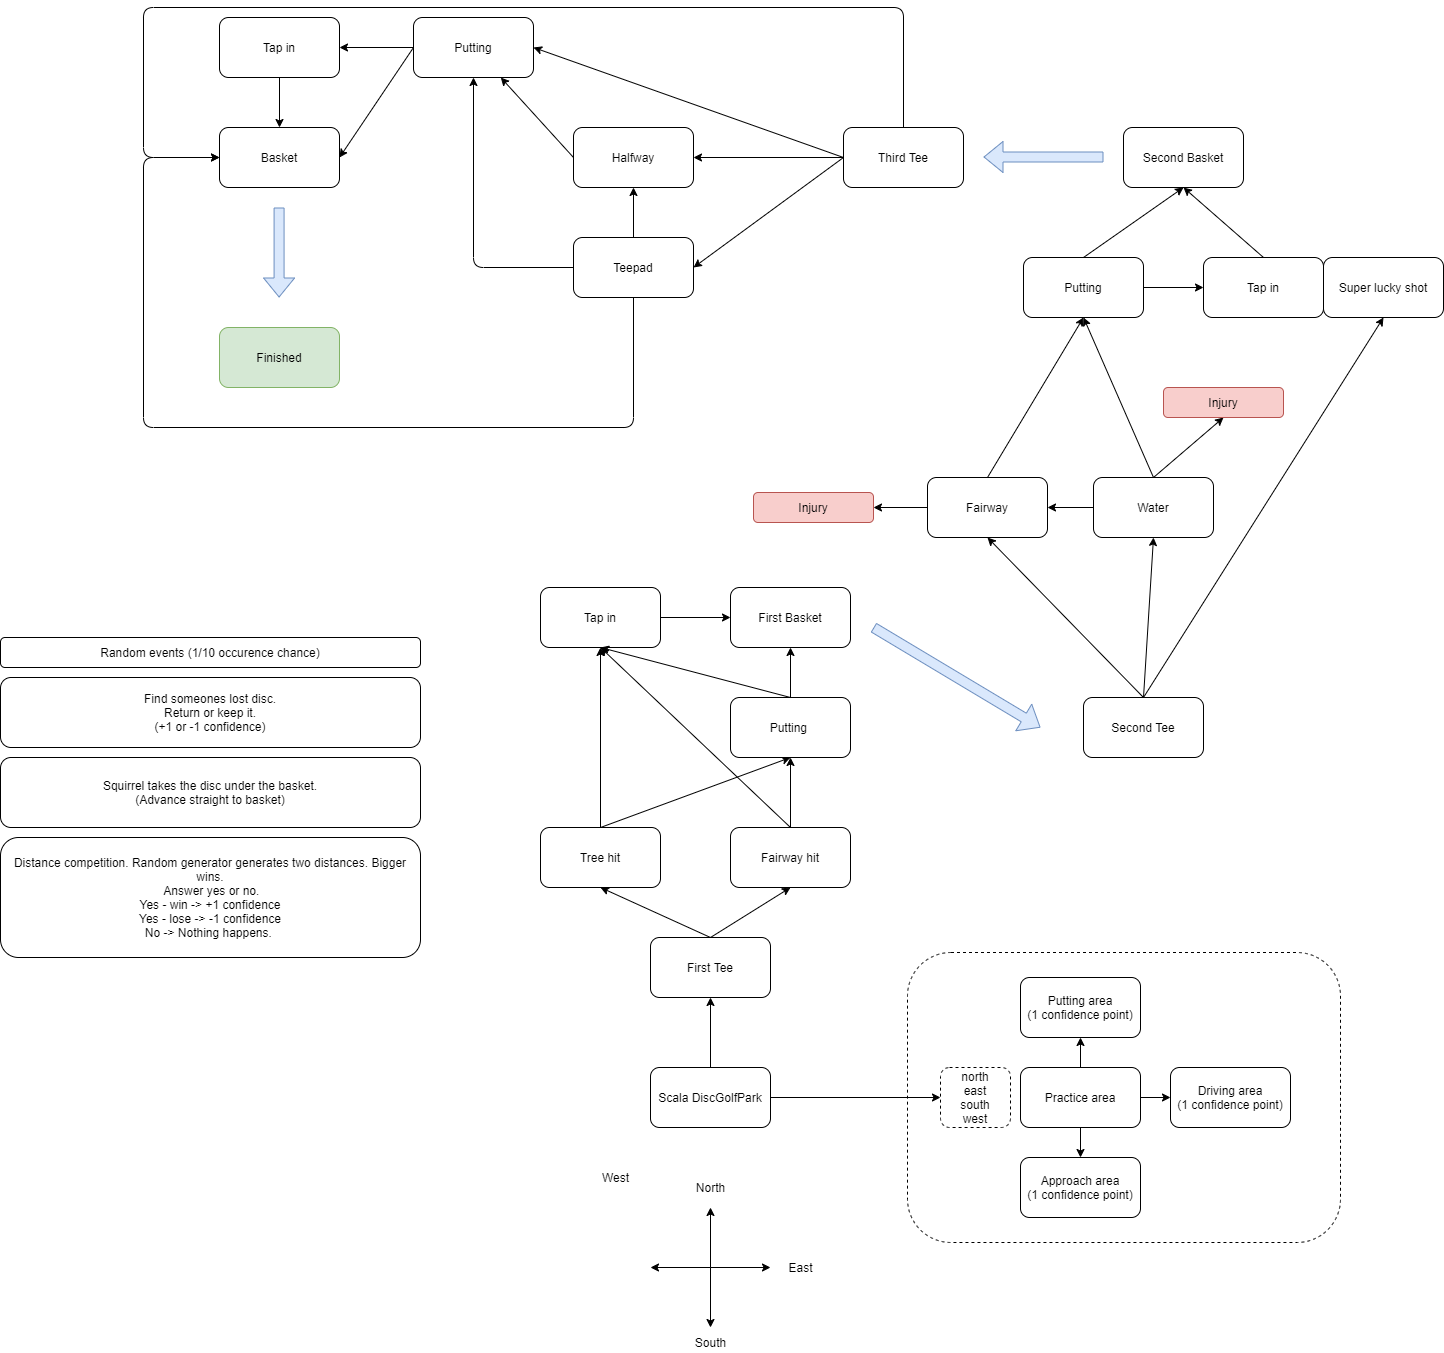 Tap in
Putting
Basket
Halfway
Third Tee
Second Basket
Teepad
Putting
Tap in
Super lucky shot
Finished
Injury
Injury
Fairway
Water
Tap in
First Basket
Random events (1/10 occurence chance)
Find someones lost disc.
Return or keep it.
(+1 or -1 confidence)
Putting
Second Tee
Squirrel takes the disc under the basket.
(Advance straight to basket)
Distance competition. Random generator generates two distances. Bigger
wins.
Answer yes or no.
Yes - win -> +1 confidence
Yes - lose -> -1 confidence
No -> Nothing happens.
Tree hit
Fairway hit
First Tee
Putting area
(1 confidence point)
Scala DiscGolfPark
north
east
south
west
Practice area
Driving area
(1 confidence point)
Approach area
(1 confidence point)
West
North
East
South